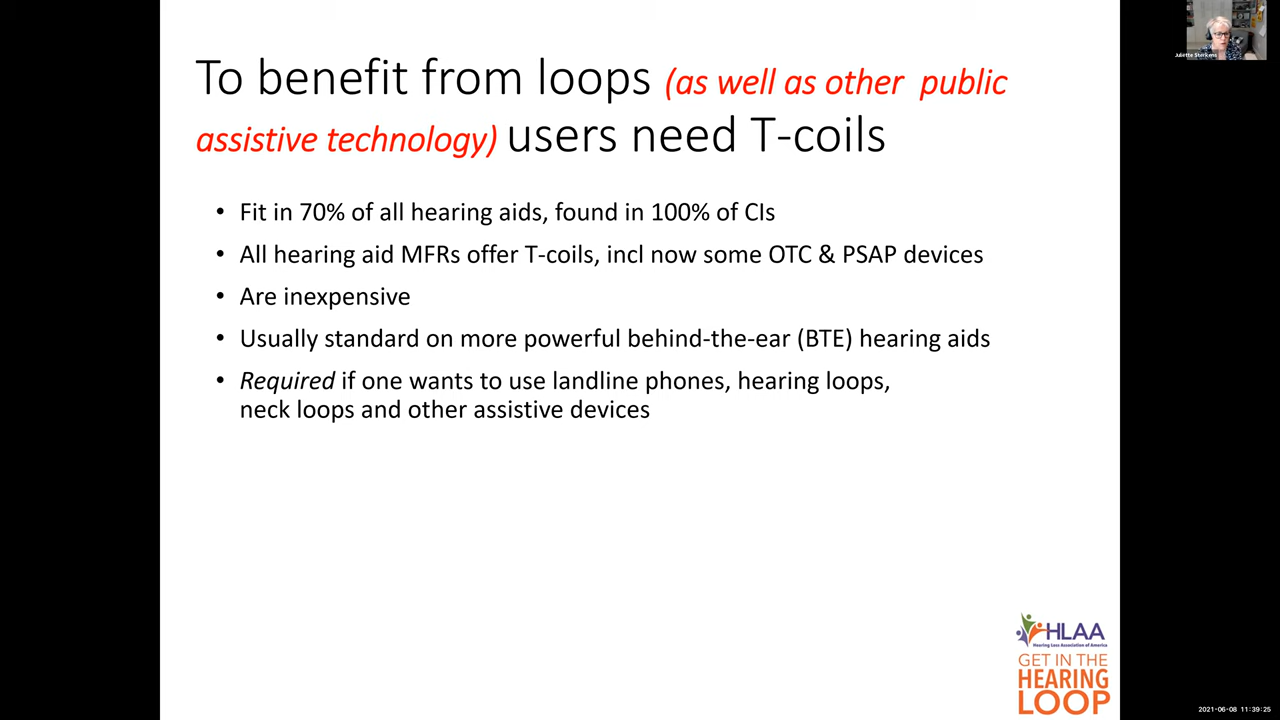 Juliette Sterkens
To benefit from loops (as well as other public
assistive technology) users need T-coils
• Fit in 70% of all hearing aids, found in 100% of CIs
• All hearing aid MFRs offer T-coils, incl now some OTC & PSAP devices
• Are inexpensive
• Usually standard on more powerful behind-the-ear (BTE) hearing aids
• Required if one wants to use landline phones, hearing loops,
neck loops and other assistive devices
HLAA
Hearing Loss Association of America
GET IN THE
HEARING
LOOP
2021-06-08 11:39:25